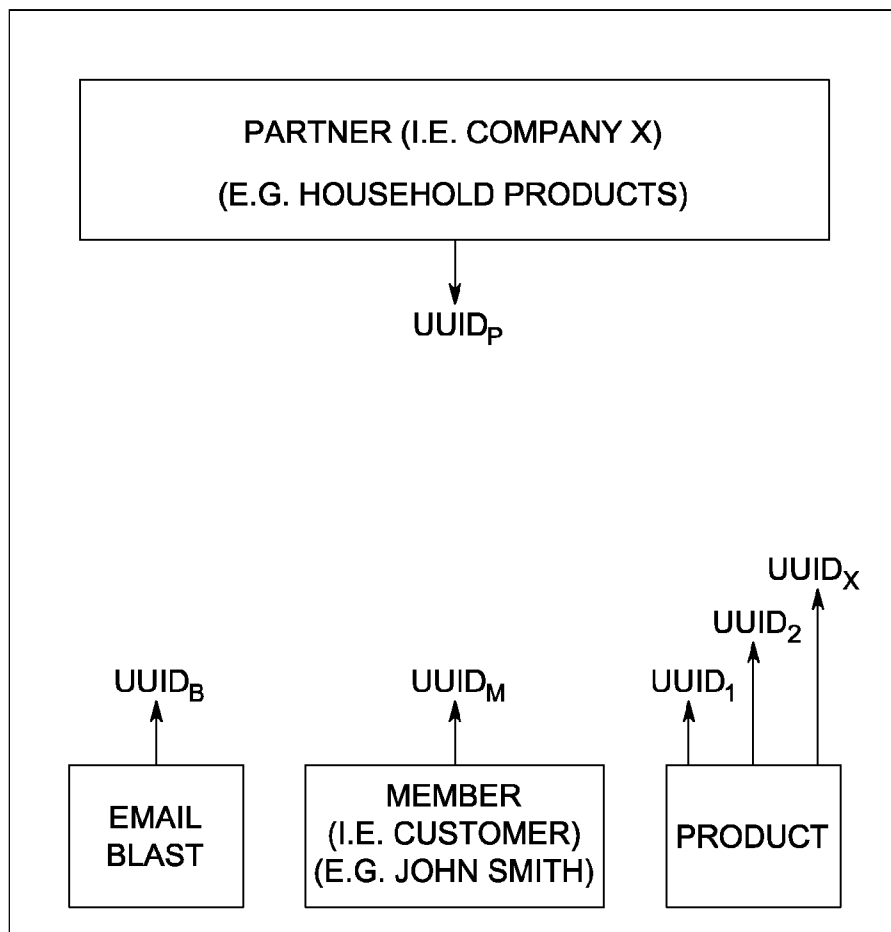 PARTNER (I.E. COMPANY X)
(E.G. HOUSEHOLD PRODUCTS)
UUIDP
UUIDX
UUID2
UUIDB
UUIDM
UUID1
EMAIL
BLAST
MEMBER
(I.E. CUSTOMER)
(E.G. JOHN SMITH)
PRODUCT